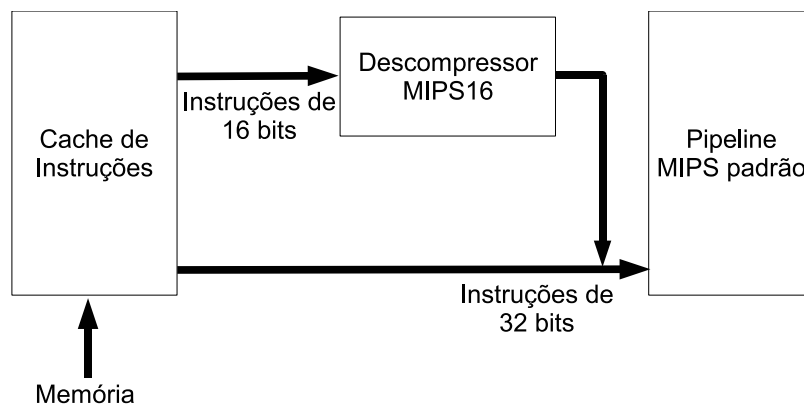 Cache de
Instruções
Instruções de
16 bits
Descompressor
MIPS16
Pipeline
MIPS padrão
Instruções de
32 bits
Memória